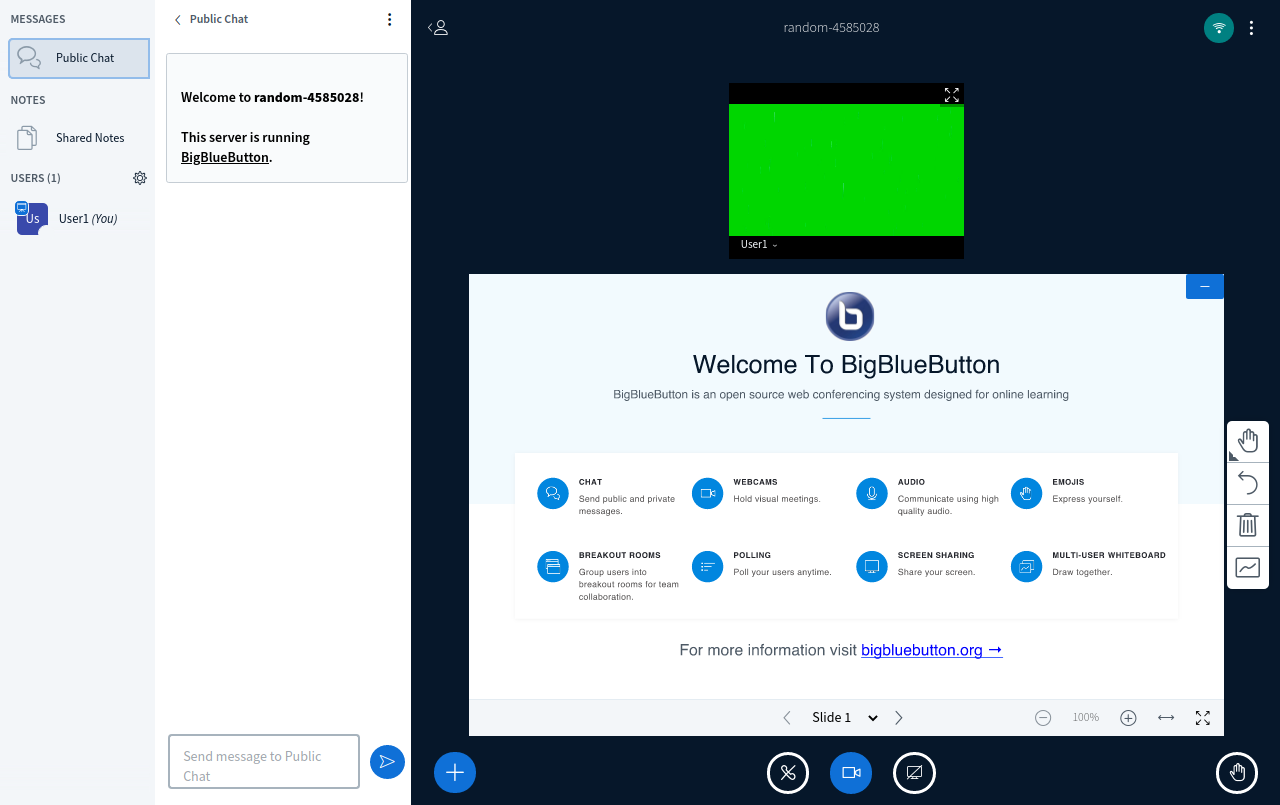 MESSAGES
Public Chat
NOTES
Shared Notes
USERS (1)
Us
User1 (You)
Public Chat
Welcome to random-4585028!
This server is running
BigBlueButton.
Send message to Public
Chat
random-4585028
User1
b
Welcome To BigBlueButton
BigBlueButton is an open source web conferencing system designed for online learning
CHAT
Send public and private
messages.
WEBCAMS
Hold visual meetings.
AUDIO
Communicate using high
quality audio.
EMOJIS
Express yourself.
BREAKOUT ROOMS
Group users into
breakout rooms for team
collaboration.
POLLING
Poll your users anytime.
SCREEN SHARING
Share your screen.
MULTI-USER WHITEBOARD
Draw together.
For more information visit bigbluebutton.org →
Slide 1
100%